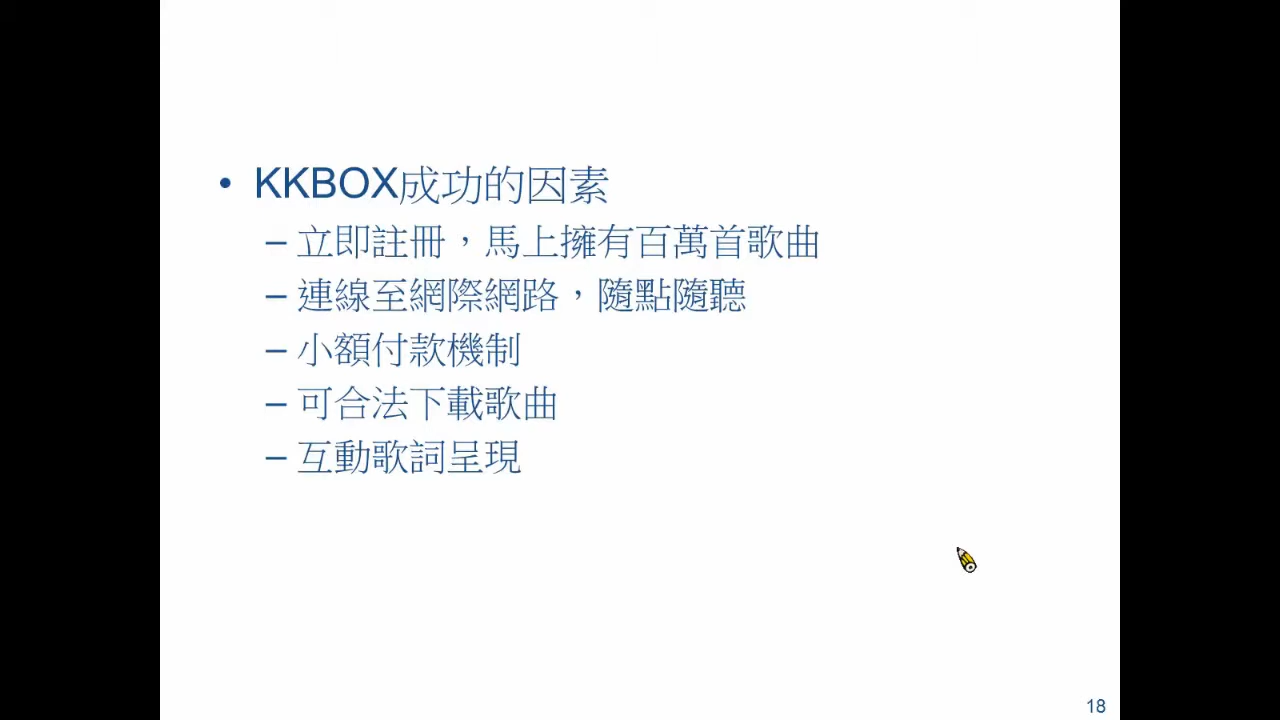 • KKBOX成功的因素
– 立即註冊，馬上擁有百萬首歌曲
– 連線至網際網路，隨點隨聽
– 小額付款機制
– 可合法下載歌曲
– 互動歌詞呈現
18